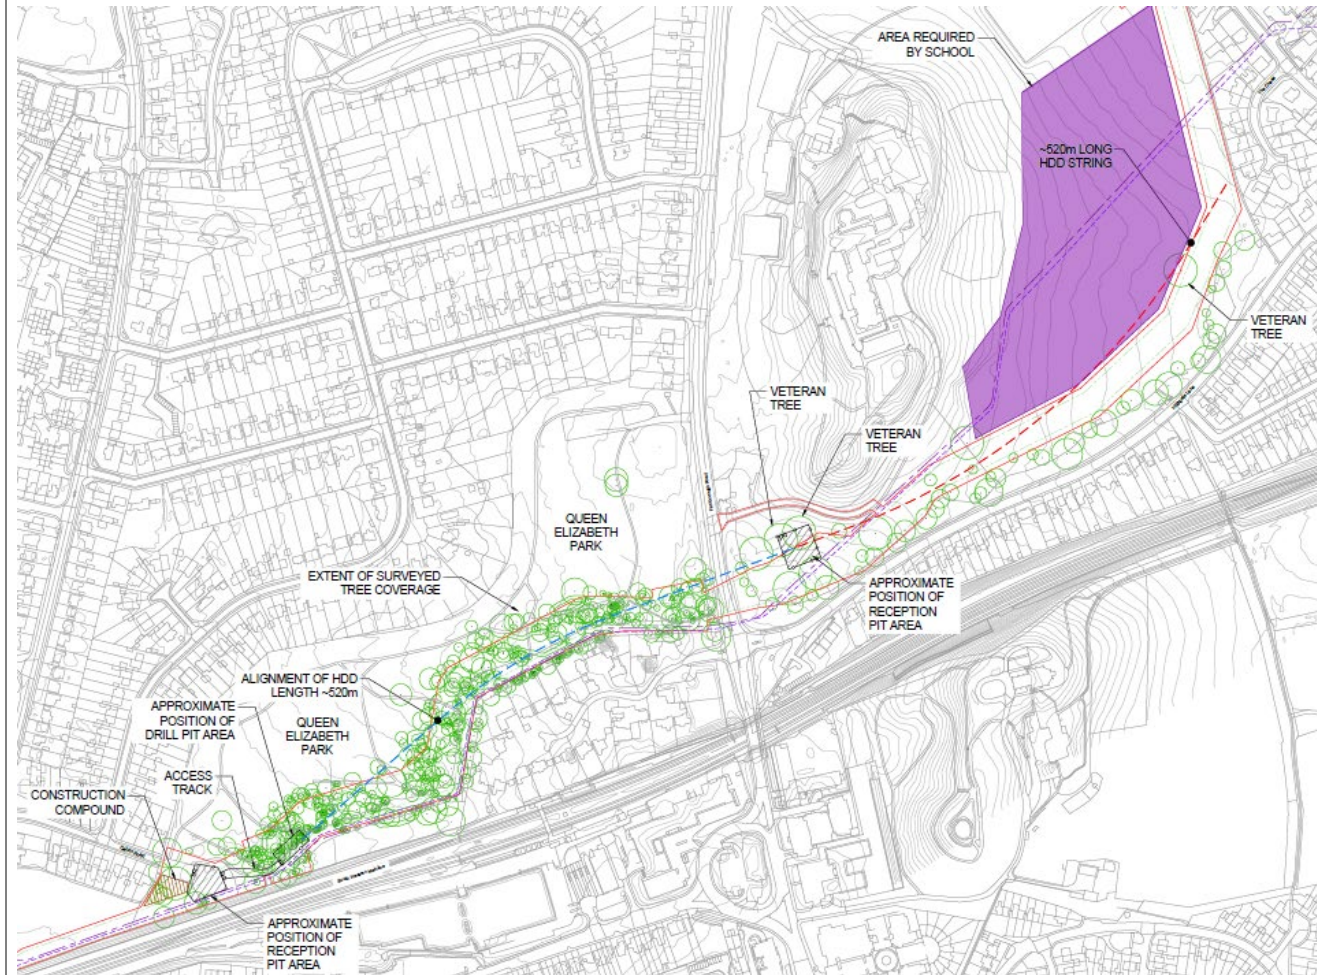 AREA REQUIRED
BY SCHOOL
~520m LONG
HDD STRING
VETERAN
TREE
VETERAN
TREE
VETERAN
TREE
QUEEN
ELIZABETH
PARK
EXTENT OF SURVEYED
TREE COVERAGE
APPROXIMATE
POSITION OF
RECEPTION
PIT AREA
ALIGNMENT OF HDD
LENGTH ~520m
APPROXIMATE
POSITION OF
DRILL PIT AREA
QUEEN
ELIZABETH
PARK
ACCESS
TRACK
CONSTRUCTION
COMPOUND
APPROXIMATE
POSITION OF
RECEPTION
PIT AREA